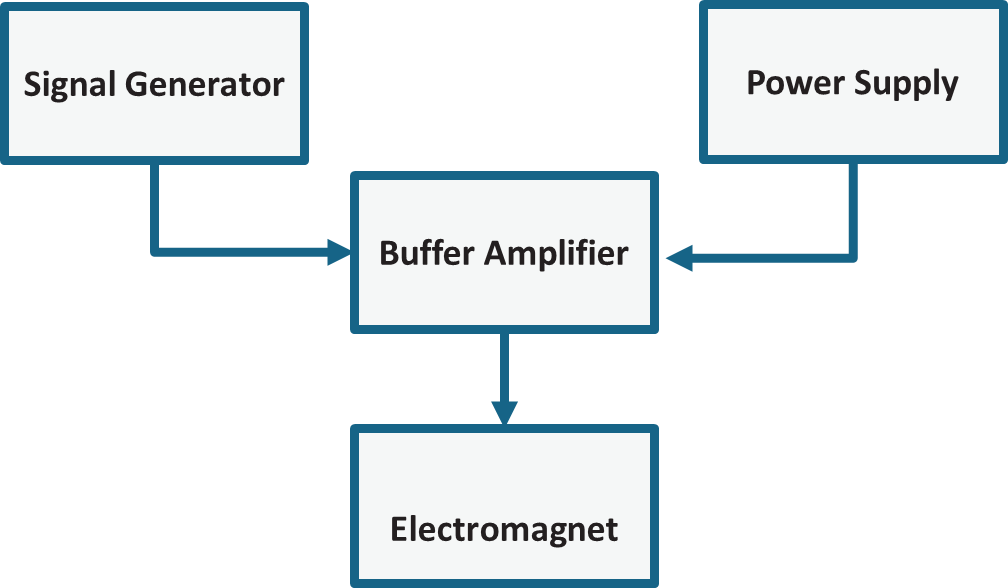 Signal Generator
Power Supply
Buffer Amplifier
Electromagnet